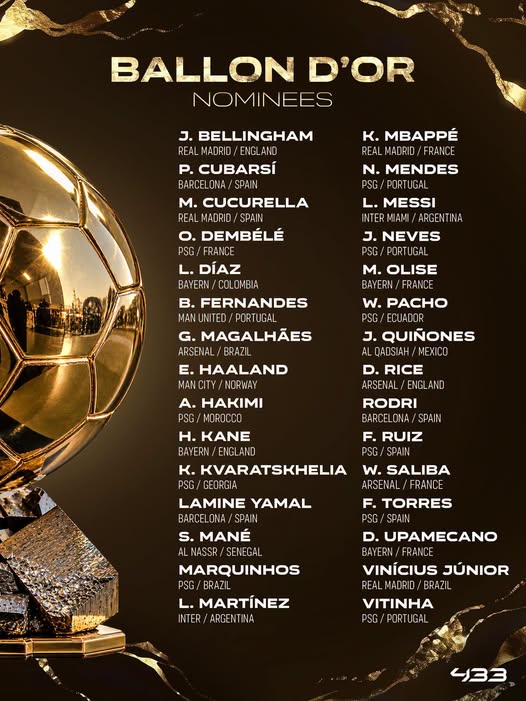 BALLON D'OR
NOMINEES
J. BELLINGHAM
REAL MADRID / ENGLAND
P. CUBARSÍ
BARCELONA / SPAIN
M. CUCURELLA
REAL MADRID / SPAIN
O. DEMBÉLÉ
PSG / FRANCE
L. DÍAZ
BAYERN / COLOMBIA
B. FERNANDES
MAN UNITED / PORTUGAL
G. MAGALHÃES
ARSENAL / BRAZIL
E. HAALAND
MAN CITY / NORWAY
A. HAKIMI
PSG / MOROCCO
H. KANE
BAYERN / ENGLAND
K. KVARATSKHELIA
PSG / GEORGIA
LAMINE YAMAL
BARCELONA / SPAIN
S. MANÉ
AL NASSR / SENEGAL
MARQUINHOS
PSG / BRAZIL
L. MARTÍNEZ
INTER / ARGENTINA
K. MBAPPÉ
REAL MADRID / FRANCE
N. MENDES
PSG / PORTUGAL
L. MESSI
INTER MIAMI / ARGENTINA
J. NEVES
PSG / PORTUGAL
M. OLISE
BAYERN / FRANCE
W. PACHO
PSG / ECUADOR
J. QUIÑONES
AL QADSIAH / MEXICO
D. RICE
ARSENAL / ENGLAND
RODRI
BARCELONA / SPAIN
F. RUIZ
PSG / SPAIN
W. SALIBA
ARSENAL / FRANCE
F. TORRES
PSG / SPAIN
D. UPAMECANO
BAYERN / FRANCE
VINÍCIUS JÚNIOR
REAL MADRID / BRAZIL
VITINHA
PSG / PORTUGAL
433